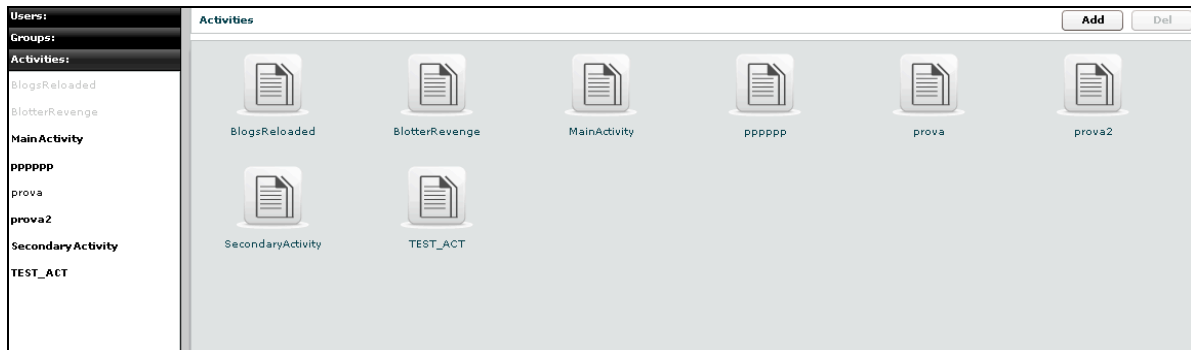 Users:
Groups:
Activities:
BlogsReloaded
BlotterRevenge
MainActivity
pppppp
prova
prova2
SecondaryActivity
TEST_ACT
Activities
Add Del
BlogsReloaded BlotterRevenge MainActivity pppppp prova prova2
SecondaryActivity TEST_ACT